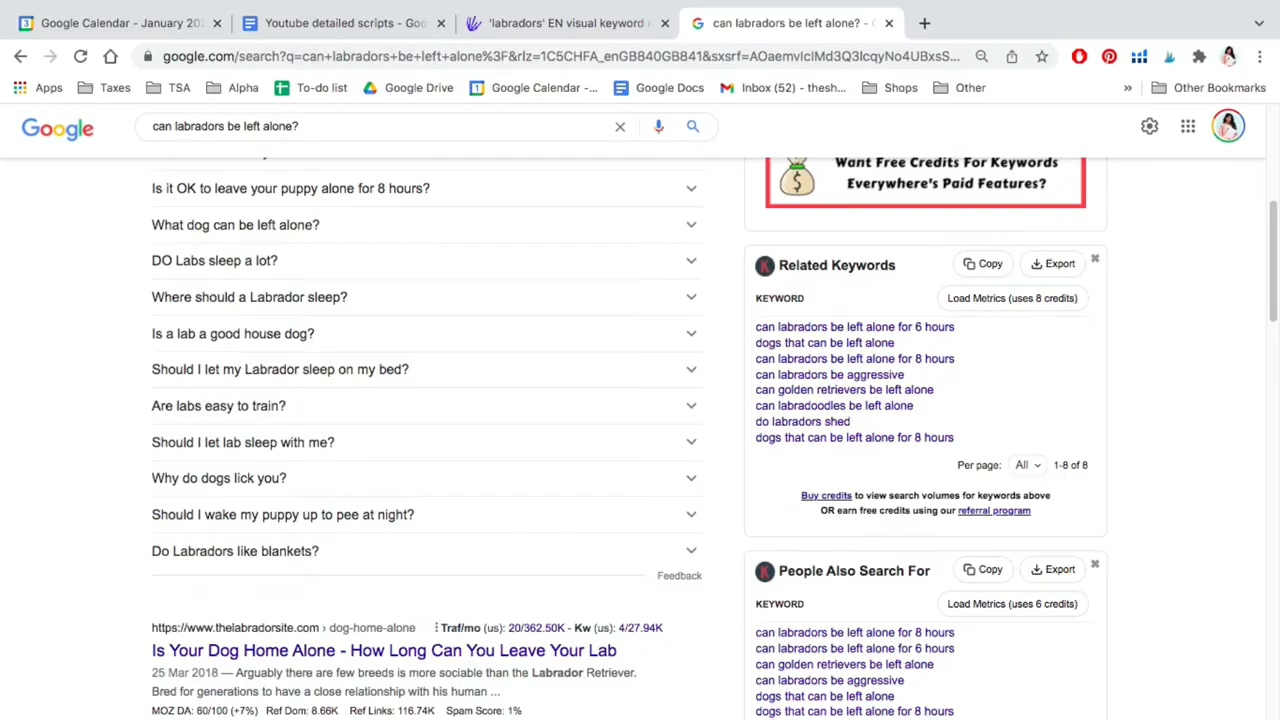 Google Calendar - January 202
Youtube detailed scripts - Goo
'labradors' EN visual keyword r
can labradors be left alone? - G
google.com/search?q=can+labradors+be+left+alone%3F&rlz=1C5CHFA_enGB840GB841&sxsrf=AOaemvIclMd3Q3lcqyNo4UBxsS...
Apps
Taxes
TSA
Alpha
To-do list
Google Drive
Google Calendar -...
Google Docs
Inbox (52) - thesh...
Shops
Other
»
Other Bookmarks
Google
can labradors be left alone?
Is it OK to leave your puppy alone for 8 hours?
What dog can be left alone?
DO Labs sleep a lot?
Where should a Labrador sleep?
Is a lab a good house dog?
Should I let my Labrador sleep on my bed?
Are labs easy to train?
Should I let lab sleep with me?
Why do dogs lick you?
Should I wake my puppy up to pee at night?
Do Labradors like blankets?
Feedback
https://www.thelabradorsite.com › dog-home-alone
Traf/mo (us): 20/362.50K - Kw (us): 4/27.94K
Is Your Dog Home Alone - How Long Can You Leave Your Lab
25 Mar 2018 — Arguably there are few breeds is more sociable than the Labrador Retriever.
Bred for generations to have a close relationship with his human ...
MOZ DA: 60/100 (+7%) Ref Dom: 8.66K Ref Links: 116.74K Spam Score: 1%
Want Free Credits For Keywords
Everywhere's Paid Features?
Related Keywords
Copy
Export
KEYWORD
Load Metrics (uses 8 credits)
can labradors be left alone for 6 hours
dogs that can be left alone
can labradors be left alone for 8 hours
can labradors be aggressive
can golden retrievers be left alone
can labradoodles be left alone
do labradors shed
dogs that can be left alone for 8 hours
Per page: All 1-8 of 8
Buy credits to view search volumes for keywords above
OR earn free credits using our referral program
People Also Search For
Copy
Export
KEYWORD
Load Metrics (uses 6 credits)
can labradors be left alone for 8 hours
can labradors be left alone for 6 hours
can golden retrievers be left alone
can labradors be aggressive
dogs that can be left alone
dogs that can be left alone for 8 hours